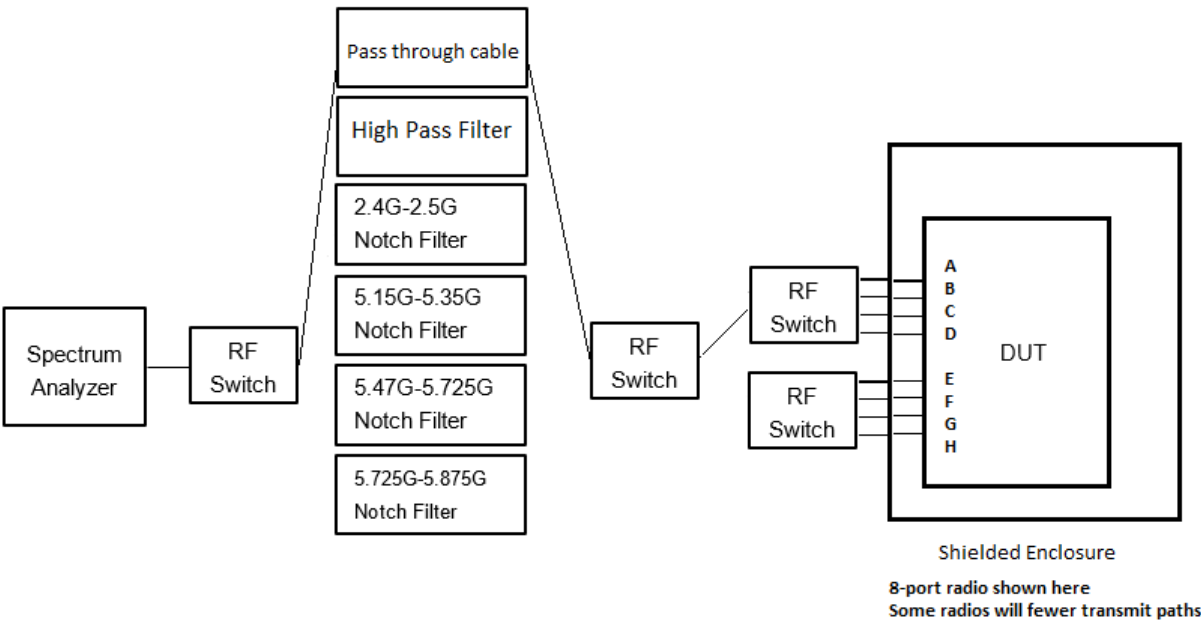 Pass through cable
High Pass Filter
2.4G-2.5G
Notch Filter
5.15G-5.35G
Notch Filter
5.47G-5.725G
Notch Filter
5.725G-5.875G
Notch Filter
Spectrum
Analyzer
RF
Switch
RF
Switch
RF
Switch
RF
Switch
A
B
C
D
E
F
G
H
DUT
Shielded Enclosure
8-port radio shown here
Some radios will fewer transmit paths